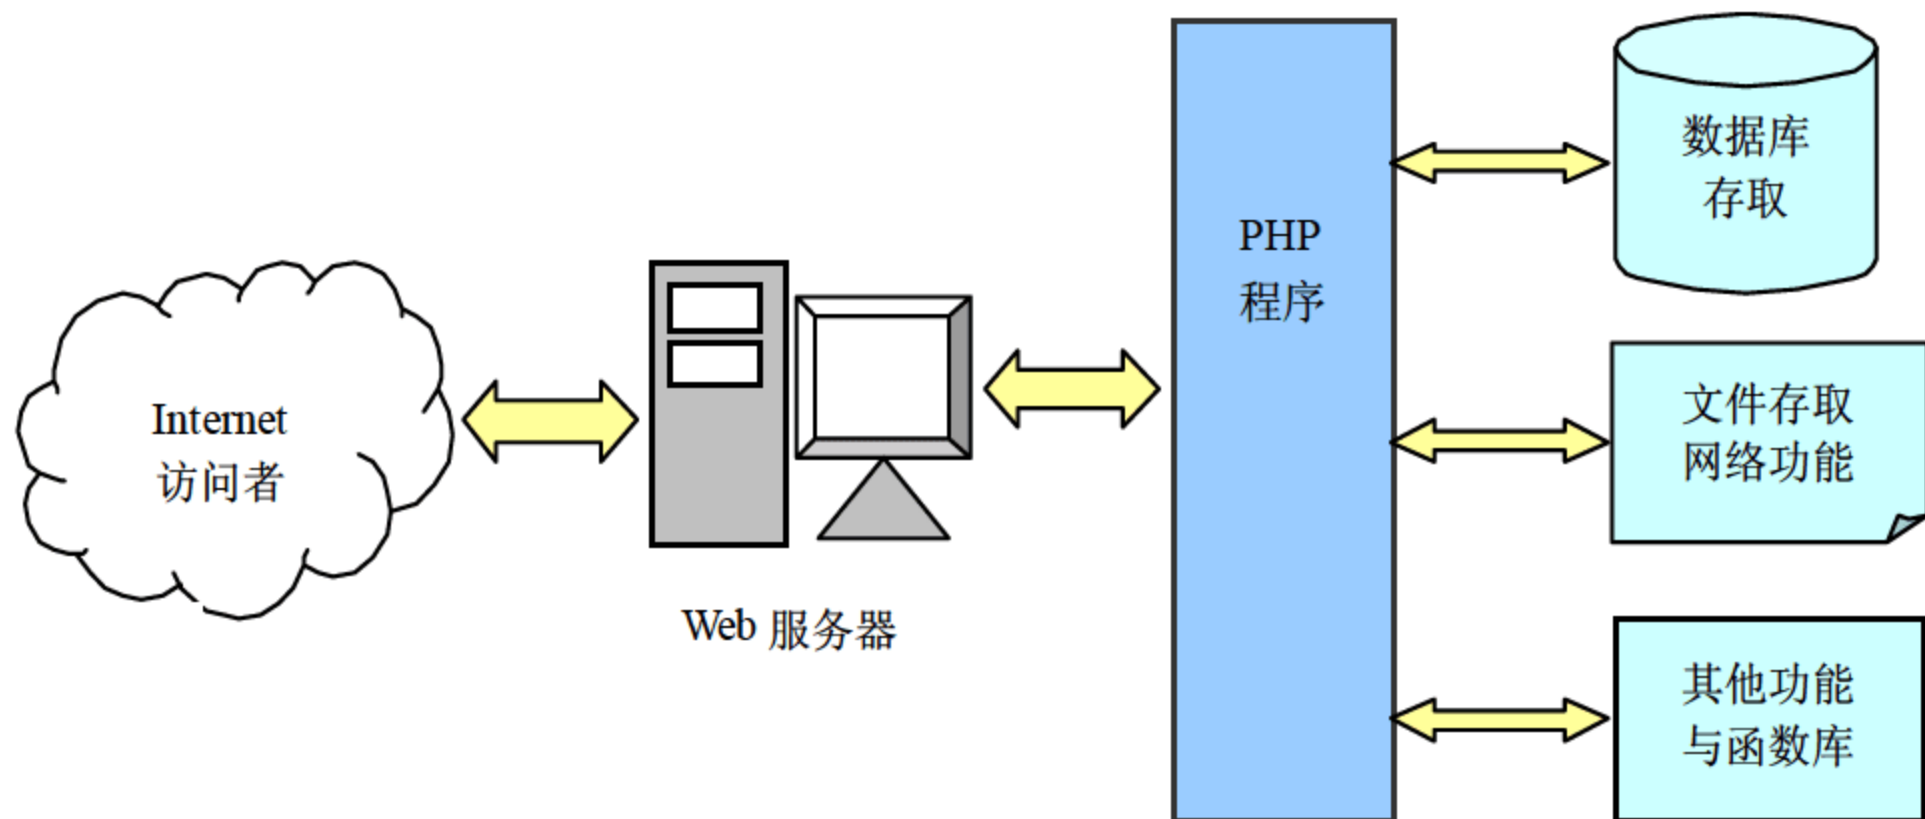 Internet
访问者
Web 服务器
PHP
程序
数据库
存取
文件存取
网络功能
其他功能
与函数库